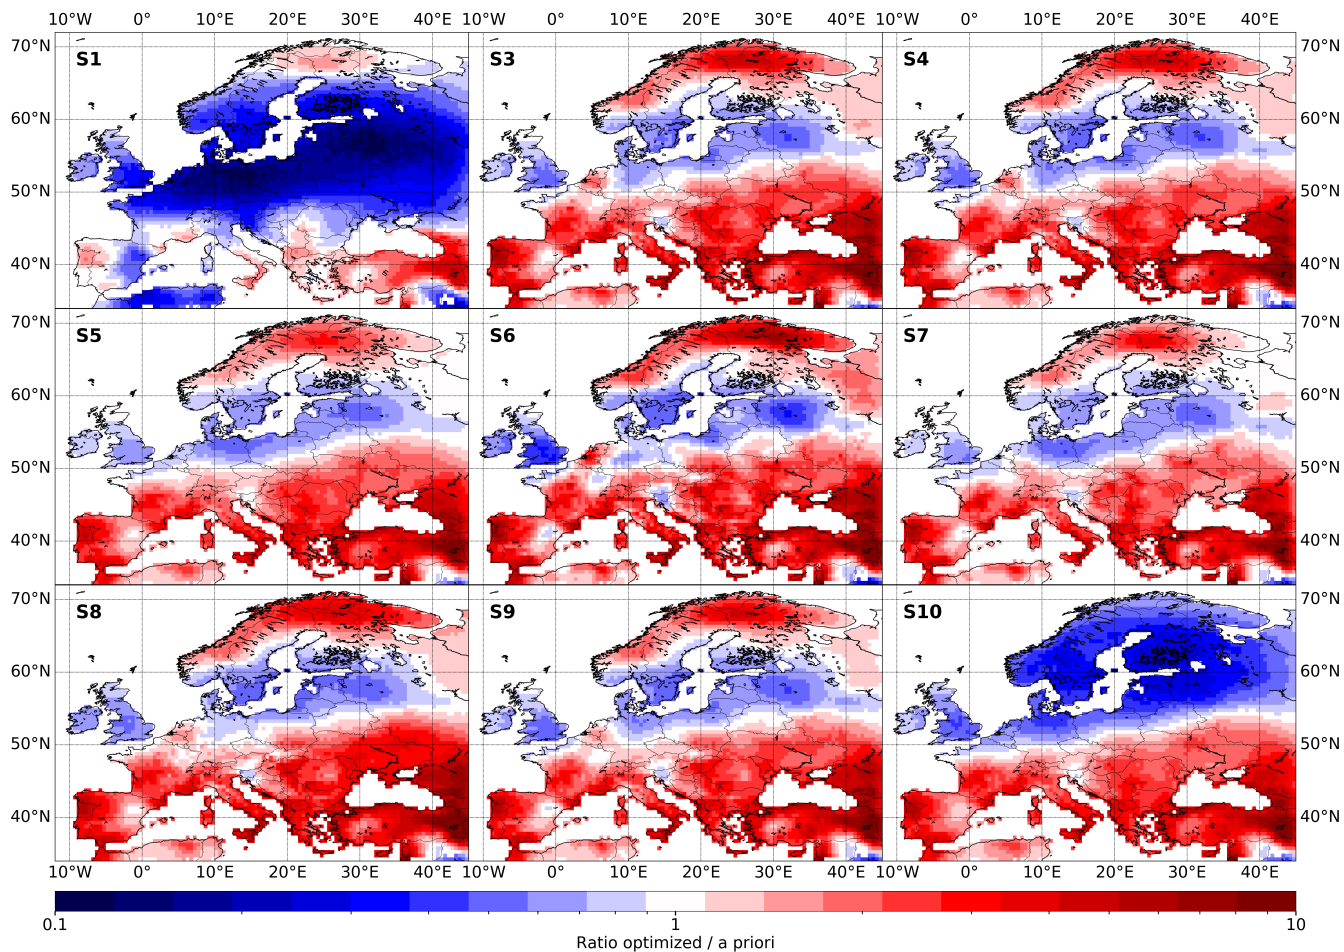 10°W 0° 10°E 20°E 30°E 40°E 10°W 0° 10°E 20°E 30°E 40°E 10°W 0° 10°E 20°E 30°E 40°E
70°N S1 S3 S4 70°N
60°N 60°N
50°N 50°N
40°N 40°N
70°N S5 S6 S7 70°N
60°N 60°N
50°N 50°N
40°N 40°N
70°N S8 S9 S10 70°N
60°N 60°N
50°N 50°N
40°N 40°N
10°W 0° 10°E 20°E 30°E 40°E 10°W 0° 10°E 20°E 30°E 40°E 10°W 0° 10°E 20°E 30°E 40°E
0.1 1 10
Ratio optimized / a priori